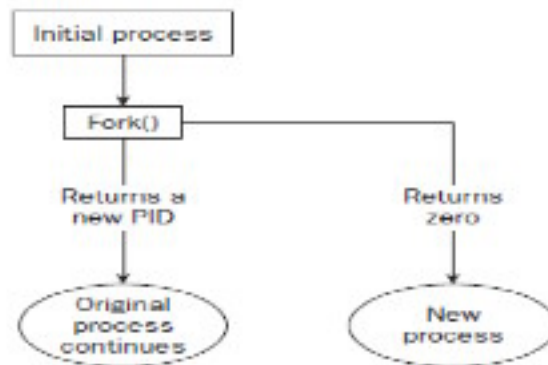 Initial process
Fork()
Returns a
new PID
Returns
zero
Original
process
continues
New
process